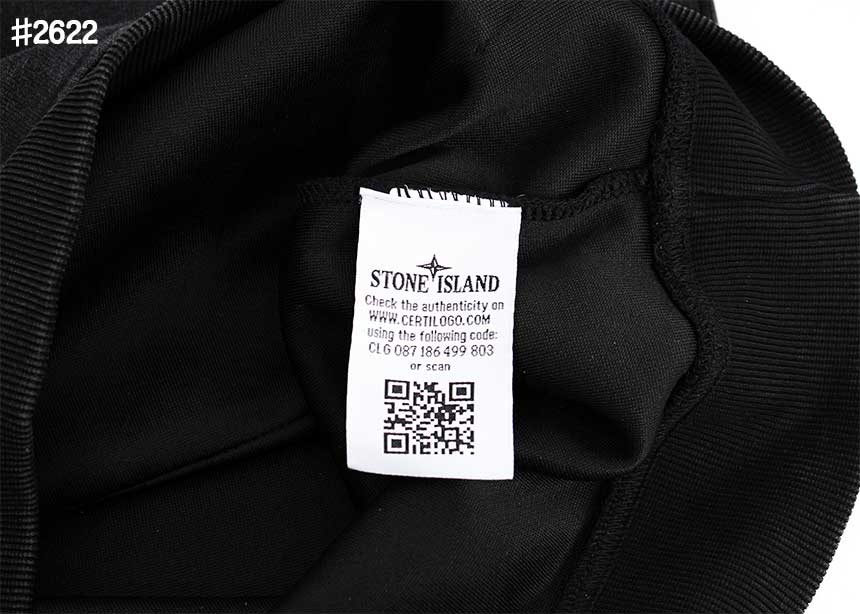 #2622
STONE ISLAND
Check the authenticity on
WWW.CERTILOGO.COM
using the following code:
CLG 087 186 499 803
or scan